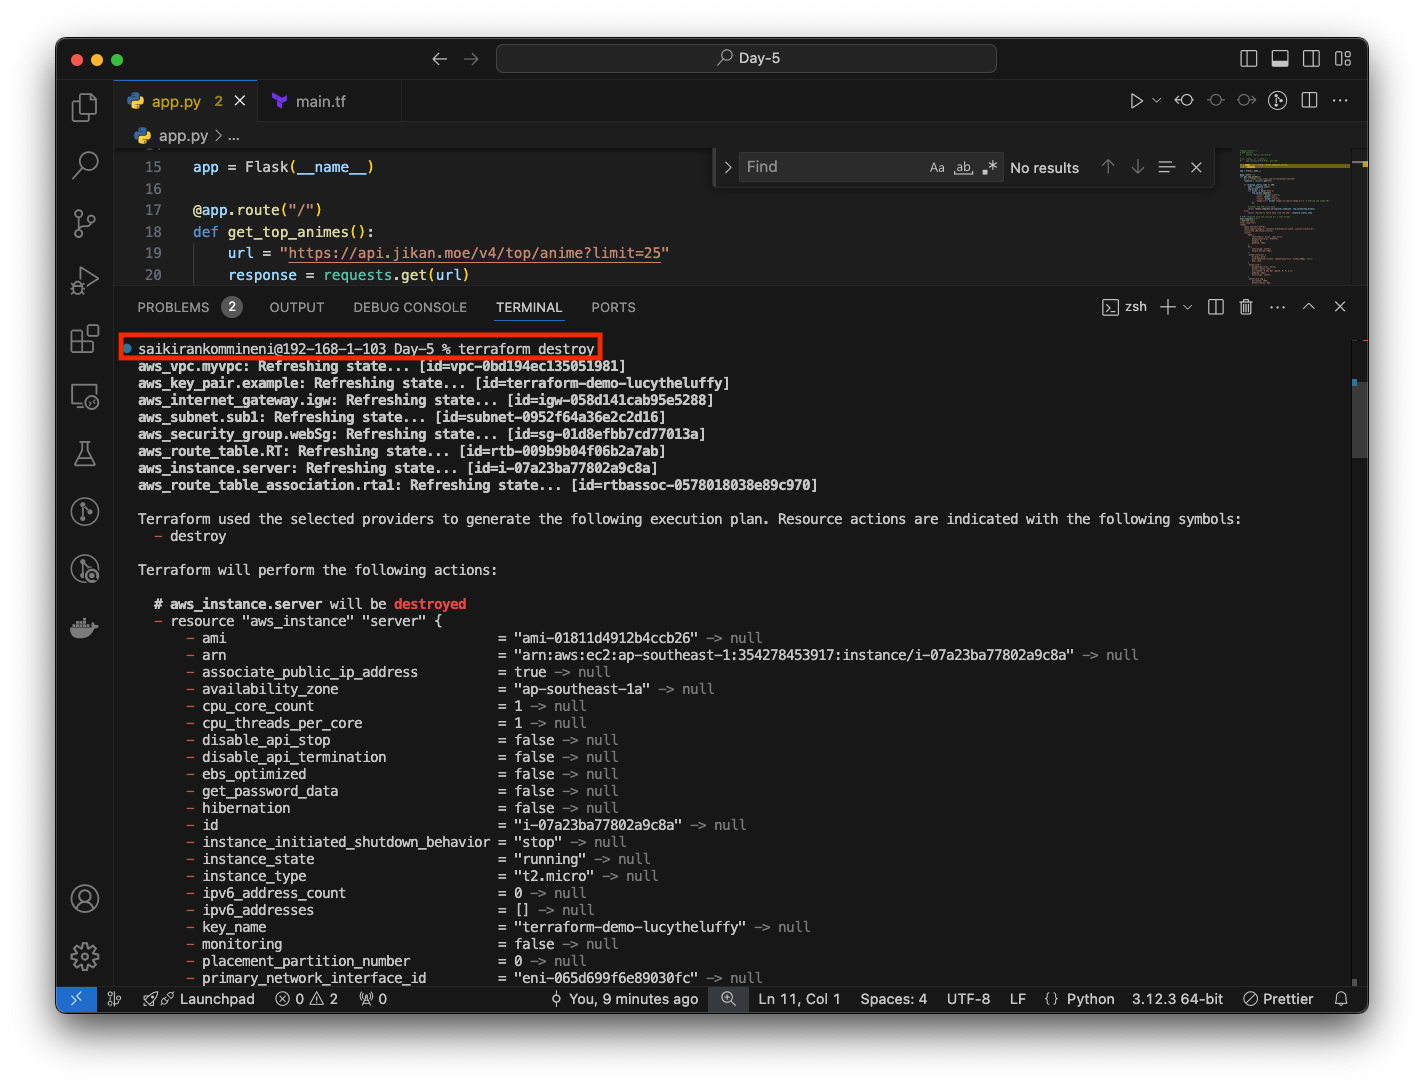 Day-5
app.py 2
main.tf
app.py > ...
Find
Aa ab .*
No results
15 app = Flask(__name__)
16
17 @app.route("/")
18 def get_top_animes():
19 url = "https://api.jikan.moe/v4/top/anime?limit=25"
20 response = requests.get(url)
PROBLEMS 2 OUTPUT DEBUG CONSOLE TERMINAL PORTS
zsh
saikirankommineni@192-168-1-103 Day-5 % terraform destroy
aws_vpc.myvpc: Refreshing state... [id=vpc-0bd194ec135051981]
aws_key_pair.example: Refreshing state... [id=terraform-demo-lucytheluffy]
aws_internet_gateway.igw: Refreshing state... [id=igw-058d141cab95e5288]
aws_subnet.sub1: Refreshing state... [id=subnet-0952f64a36e2c2d16]
aws_security_group.webSg: Refreshing state... [id=sg-01d8efbb7cd77013a]
aws_route_table.RT: Refreshing state... [id=rtb-009b9b04f06b2a7ab]
aws_instance.server: Refreshing state... [id=i-07a23ba77802a9c8a]
aws_route_table_association.rta1: Refreshing state... [id=rtbassoc-0578018038e89c970]
Terraform used the selected providers to generate the following execution plan. Resource actions are indicated with the following symbols:
- destroy
Terraform will perform the following actions:
# aws_instance.server will be destroyed
- resource "aws_instance" "server" {
- ami = "ami-01811d4912b4ccb26" -> null
- arn = "arn:aws:ec2:ap-southeast-1:354278453917:instance/i-07a23ba77802a9c8a" -> null
- associate_public_ip_address = true -> null
- availability_zone = "ap-southeast-1a" -> null
- cpu_core_count = 1 -> null
- cpu_threads_per_core = 1 -> null
- disable_api_stop = false -> null
- disable_api_termination = false -> null
- ebs_optimized = false -> null
- get_password_data = false -> null
- hibernation = false -> null
- id = "i-07a23ba77802a9c8a" -> null
- instance_initiated_shutdown_behavior = "stop" -> null
- instance_state = "running" -> null
- instance_type = "t2.micro" -> null
- ipv6_address_count = 0 -> null
- ipv6_addresses = [] -> null
- key_name = "terraform-demo-lucytheluffy" -> null
- monitoring = false -> null
- placement_partition_number = 0 -> null
- primary_network_interface_id = "eni-065d699f6e89030fc" -> null
Launchpad 0 2 0 You, 9 minutes ago Ln 11, Col 1 Spaces: 4 UTF-8 LF {} Python 3.12.3 64-bit Prettier